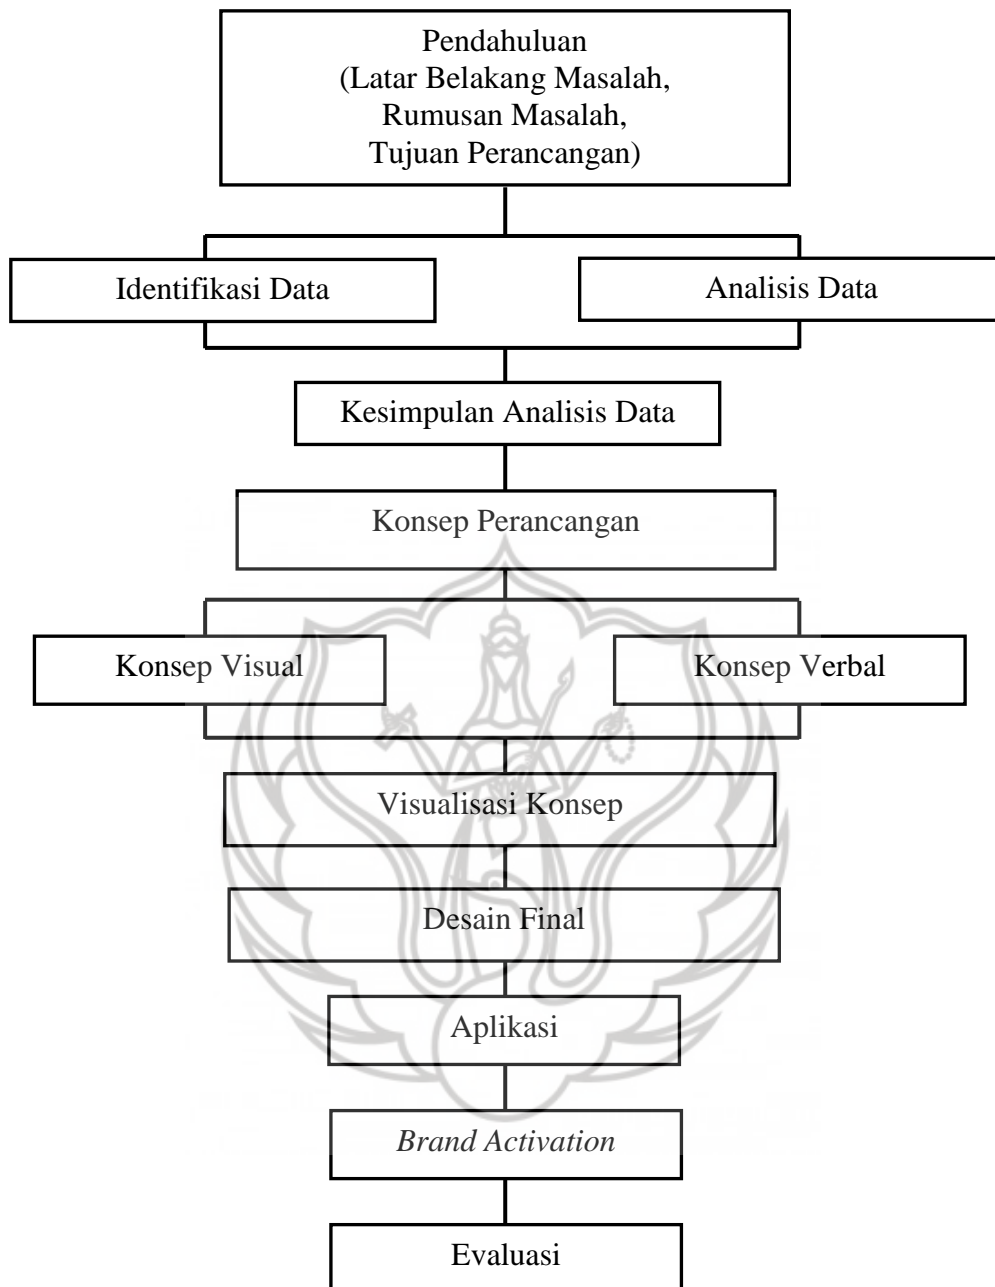 Pendahuluan
(Latar Belakang Masalah,
Rumusan Masalah,
Tujuan Perancangan)
Identifikasi Data
Analisis Data
Kesimpulan Analisis Data
Konsep Perancangan
Konsep Visual
Konsep Verbal
Visualisasi Konsep
Desain Final
Aplikasi
Brand Activation
Evaluasi